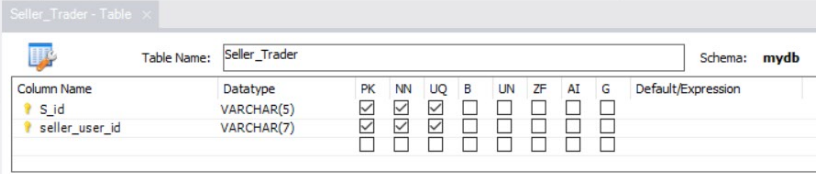 Seller_Trader - Table ×
Table Name: Seller_Trader Schema: mydb
Column Name Datatype PK NN UQ B UN ZF AI G Default/Expression
S_id VARCHAR(5)
seller_user_id VARCHAR(7)